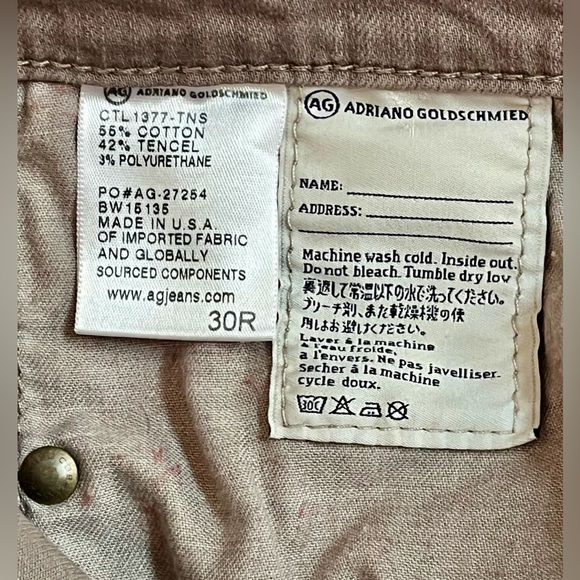 AG ADRIANO GOLDSCHMIED
CTL1377-TNS
55% COTTON
42% TENCEL
3% POLYURETHANE
PO#AG-27254
BW15135
MADE IN U.S.A.
OF IMPORTED FABRIC
AND GLOBALLY
SOURCED COMPONENTS
www.agjeans.com
30R
AG ADRIANO GOLDSCHMIED
NAME:
ADDRESS:
Machine wash cold. Inside out.
Do not bleach. Tumble dry low
裏返して常温以下の水で洗ってください。
ブリーチ剤、また乾燥機の使
用はお避けください。
Laver à la machine
à l'eau froide,
a l'envers. Ne pas javelliser.
Secher à la machine
cycle doux.
30C